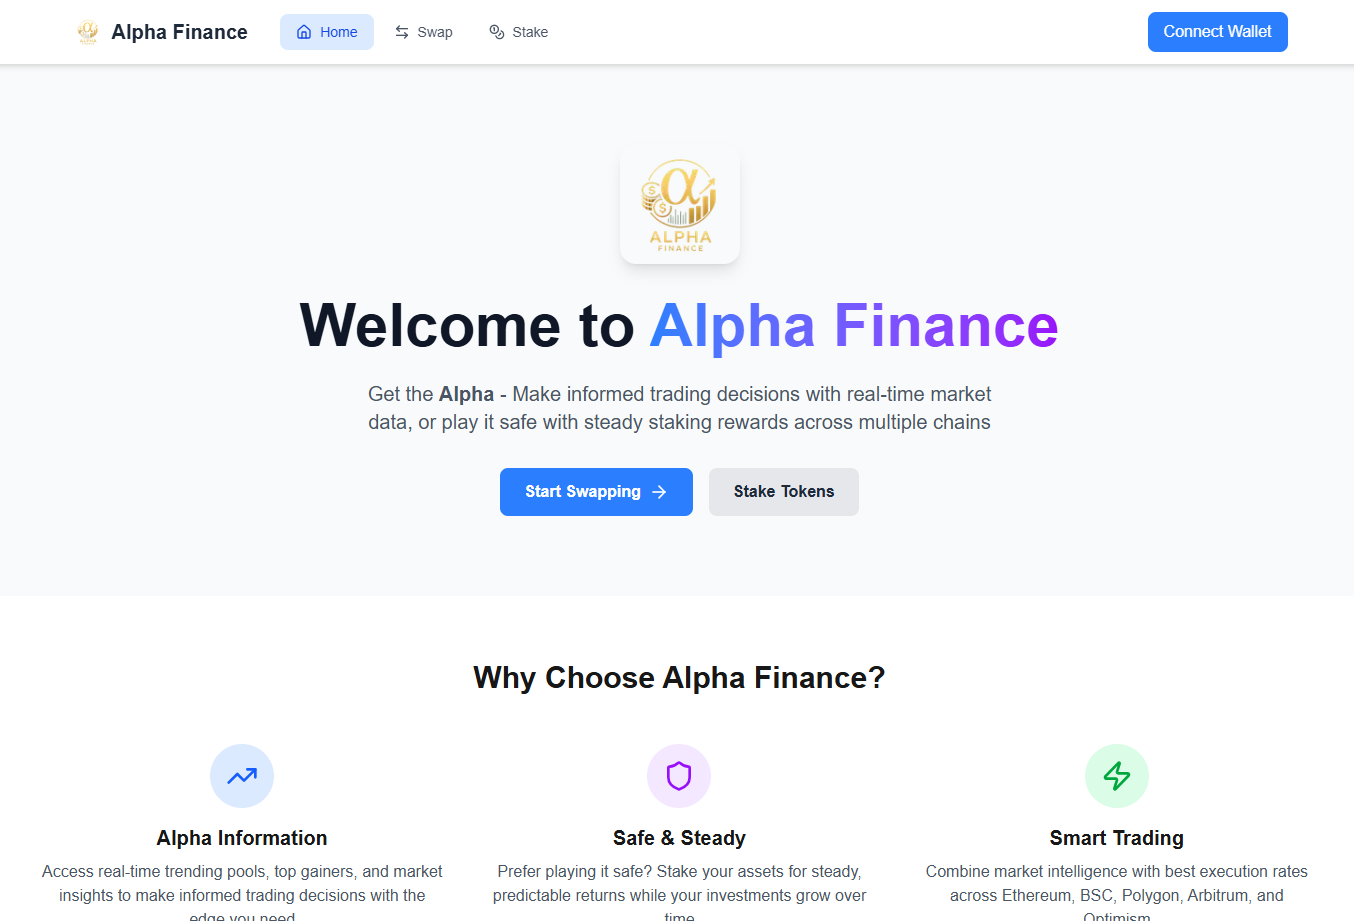 Alpha Finance
Home
Swap
Stake
Connect Wallet
ALPHA
FINANCE
Welcome to Alpha Finance
Get the Alpha - Make informed trading decisions with real-time market
data, or play it safe with steady staking rewards across multiple chains
Start Swapping
Stake Tokens
Why Choose Alpha Finance?
Alpha Information
Access real-time trending pools, top gainers, and market
insights to make informed trading decisions with the
edge you need
Safe & Steady
Prefer playing it safe? Stake your assets for steady,
predictable returns while your investments grow over
time
Smart Trading
Combine market intelligence with best execution rates
across Ethereum, BSC, Polygon, Arbitrum, and
Optimism